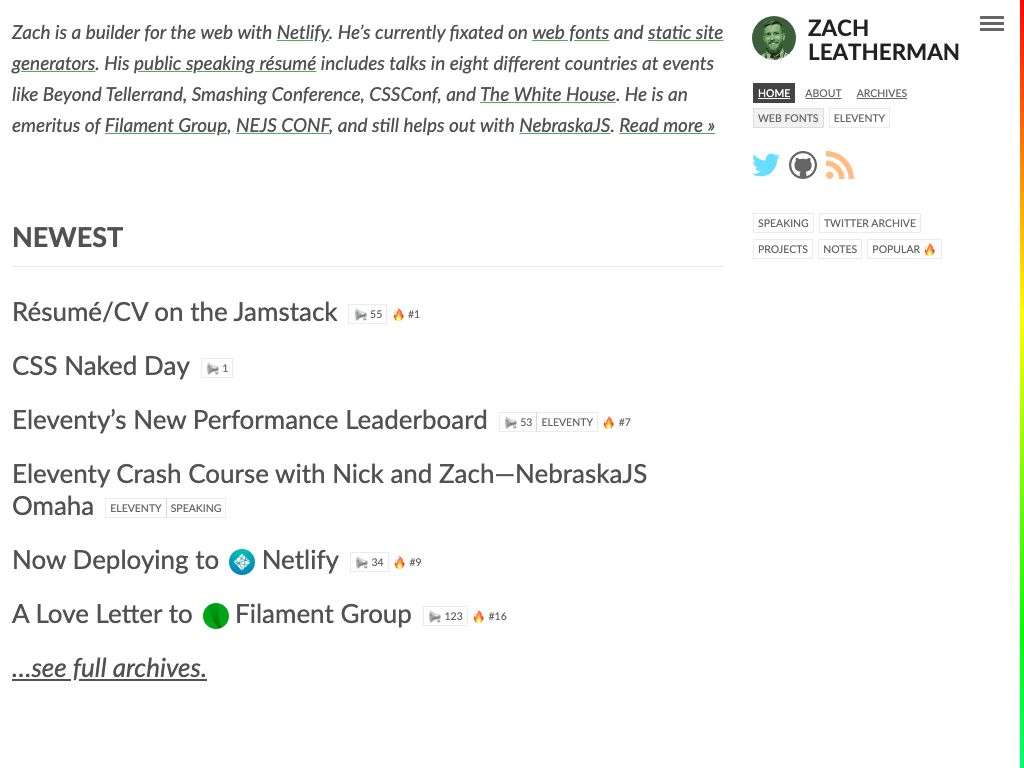 Zach is a builder for the web with Netlify. He’s currently fixated on web fonts and static site
generators. His public speaking résumé includes talks in eight different countries at events
like Beyond Tellerrand, Smashing Conference, CSSConf, and The White House. He is an
emeritus of Filament Group, NEJS CONF, and still helps out with NebraskaJS. Read more »
NEWEST
Résumé/CV on the Jamstack 55 #1
CSS Naked Day 1
Eleventy’s New Performance Leaderboard 53 ELEVENTY #7
Eleventy Crash Course with Nick and Zach—NebraskaJS
Omaha ELEVENTY SPEAKING
Now Deploying to Netlify 34 #9
A Love Letter to Filament Group 123 #16
…see full archives.
ZACH
LEATHERMAN
HOME ABOUT ARCHIVES
WEB FONTS ELEVENTY
SPEAKING TWITTER ARCHIVE
PROJECTS NOTES POPULAR